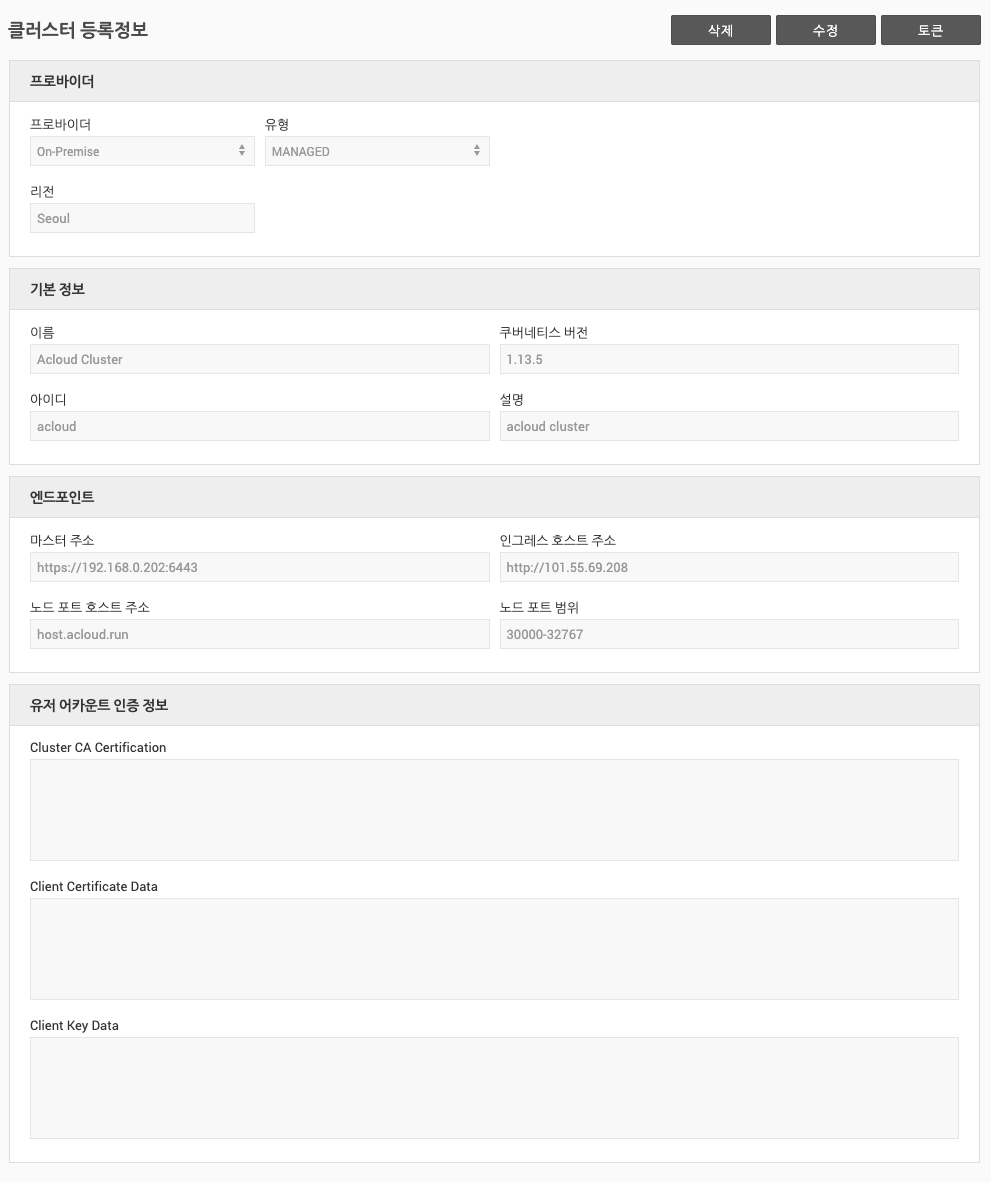 클러스터 등록정보
삭제 수정 토큰
프로바이더
프로바이더 유형
On-Premise MANAGED
리전
Seoul
기본 정보
이름 쿠버네티스 버전
Acloud Cluster 1.13.5
아이디 설명
acloud acloud cluster
엔드포인트
마스터 주소 인그레스 호스트 주소
https://192.168.0.202:6443 http://101.55.69.208
노드 포트 호스트 주소 노드 포트 범위
host.acloud.run 30000-32767
유저 어카운트 인증 정보
Cluster CA Certification
Client Certificate Data
Client Key Data